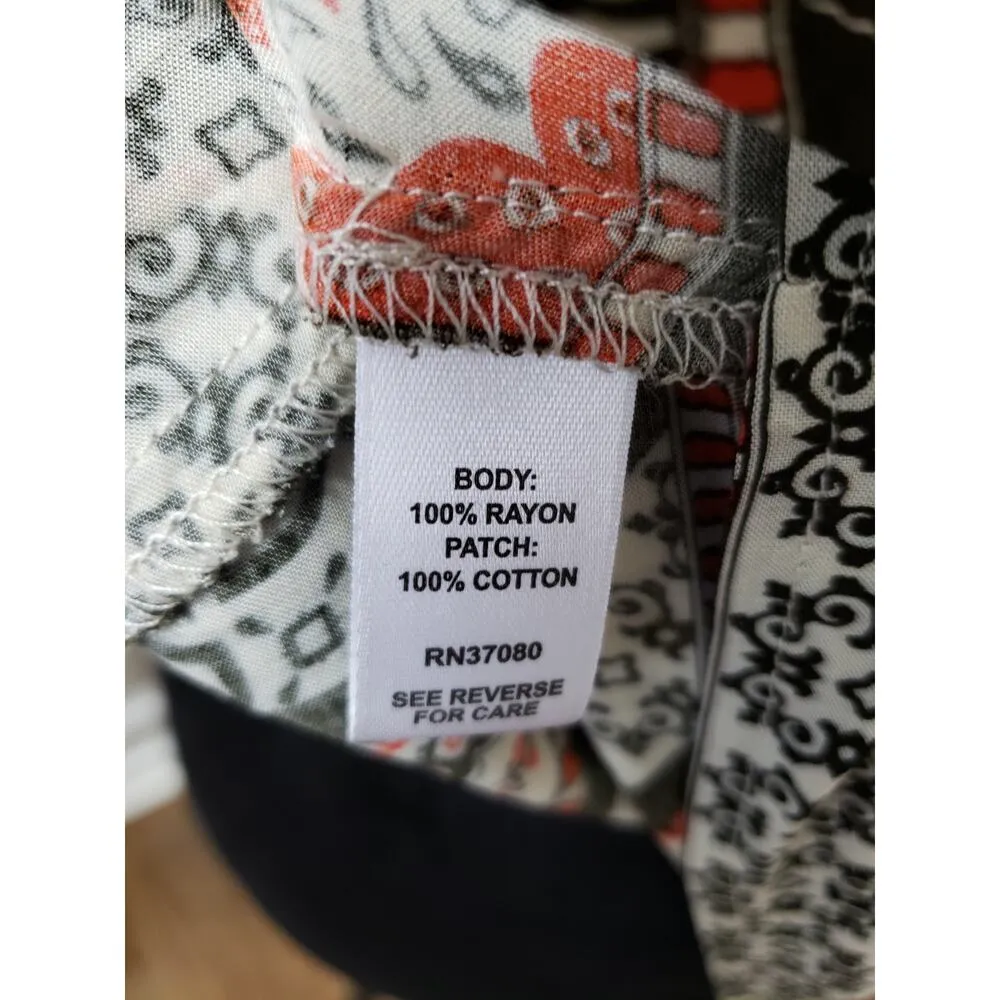 BODY:
100% RAYON
PATCH:
100% COTTON
RN37080
SEE REVERSE
FOR CARE